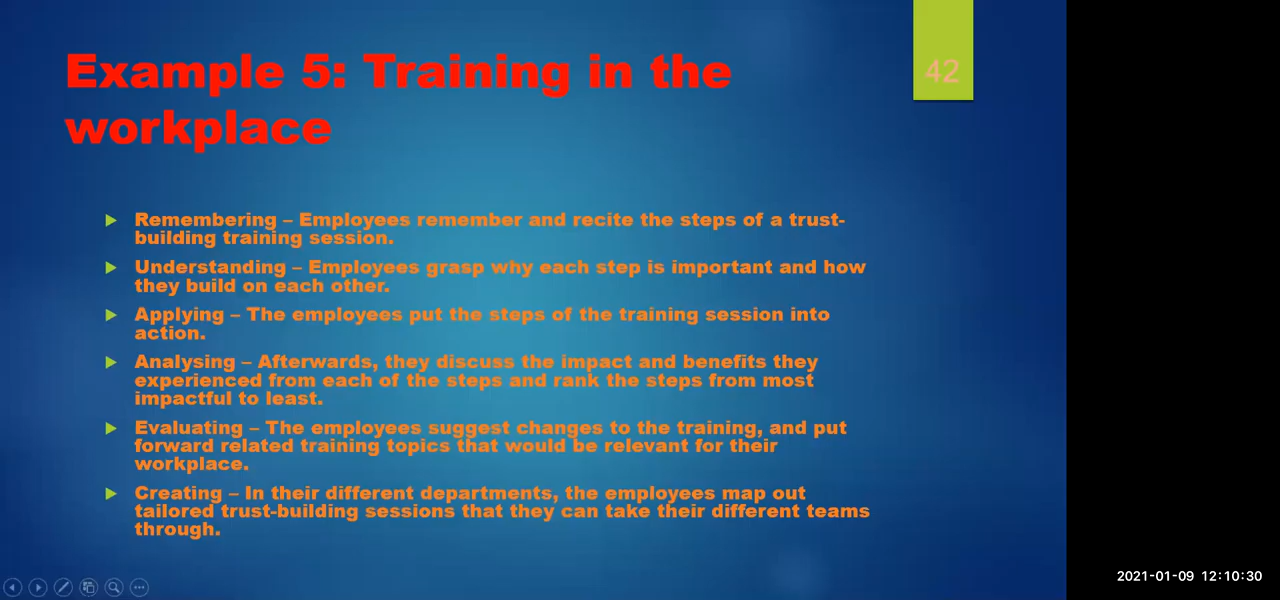 Example 5: Training in the
workplace
42
Remembering – Employees remember and recite the steps of a trust-
building training session.
Understanding – Employees grasp why each step is important and how
they build on each other.
Applying – The employees put the steps of the training session into
action.
Analysing – Afterwards, they discuss the impact and benefits they
experienced from each of the steps and rank the steps from most
impactful to least.
Evaluating – The employees suggest changes to the training, and put
forward related training topics that would be relevant for their
workplace.
Creating – In their different departments, the employees map out
tailored trust-building sessions that they can take their different teams
through.
2021-01-09 12:10:30